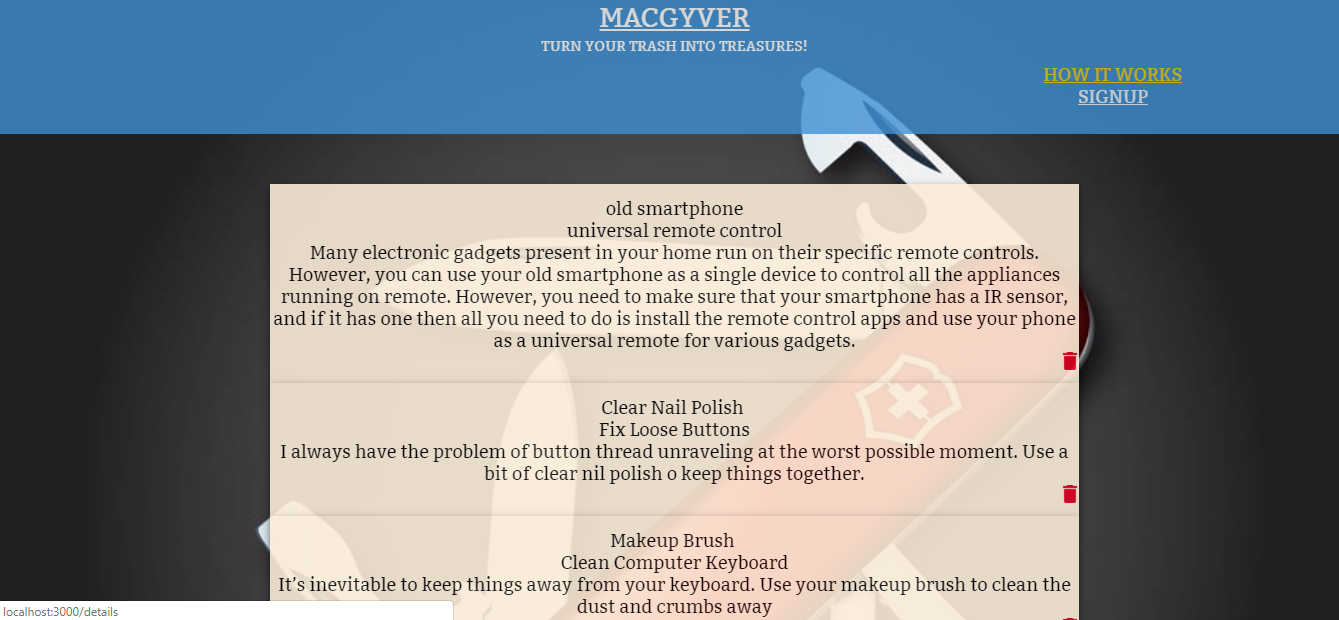 MACGYVER
TURN YOUR TRASH INTO TREASURES!
HOW IT WORKS
SIGNUP
old smartphone
universal remote control
Many electronic gadgets present in your home run on their specific remote controls.
However, you can use your old smartphone as a single device to control all the appliances
running on remote. However, you need to make sure that your smartphone has a IR sensor,
and if it has one then all you need to do is install the remote control apps and use your phone
as a universal remote for various gadgets.
Clear Nail Polish
Fix Loose Buttons
I always have the problem of button thread unraveling at the worst possible moment. Use a
bit of clear nil polish o keep things together.
Makeup Brush
Clean Computer Keyboard
It's inevitable to keep things away from your keyboard. Use your makeup brush to clean the
dust and crumbs away
localhost:3000/details